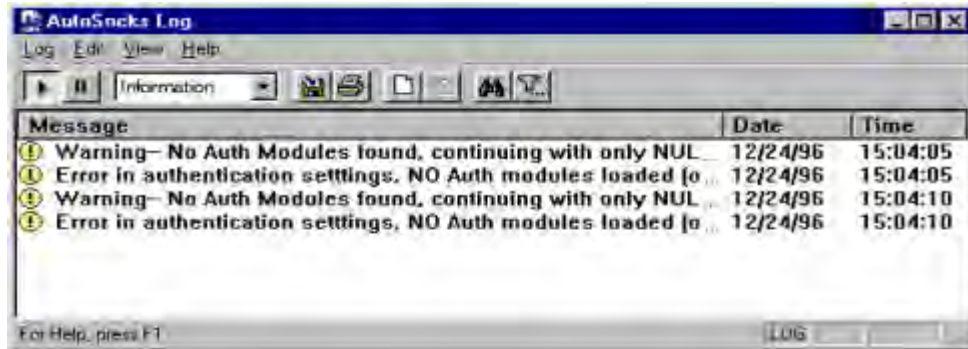 AutoSocks Log
Log Edit View Help
Information
Message Date Time
Warning-- No Auth Modules found, continuing with only NUL... 12/24/96 15:04:05
Error in authentication setttings, NO Auth modules loaded (o... 12/24/96 15:04:05
Warning-- No Auth Modules found, continuing with only NUL... 12/24/96 15:04:10
Error in authentication setttings, NO Auth modules loaded (o... 12/24/96 15:04:10
For Help, press F1 LOG